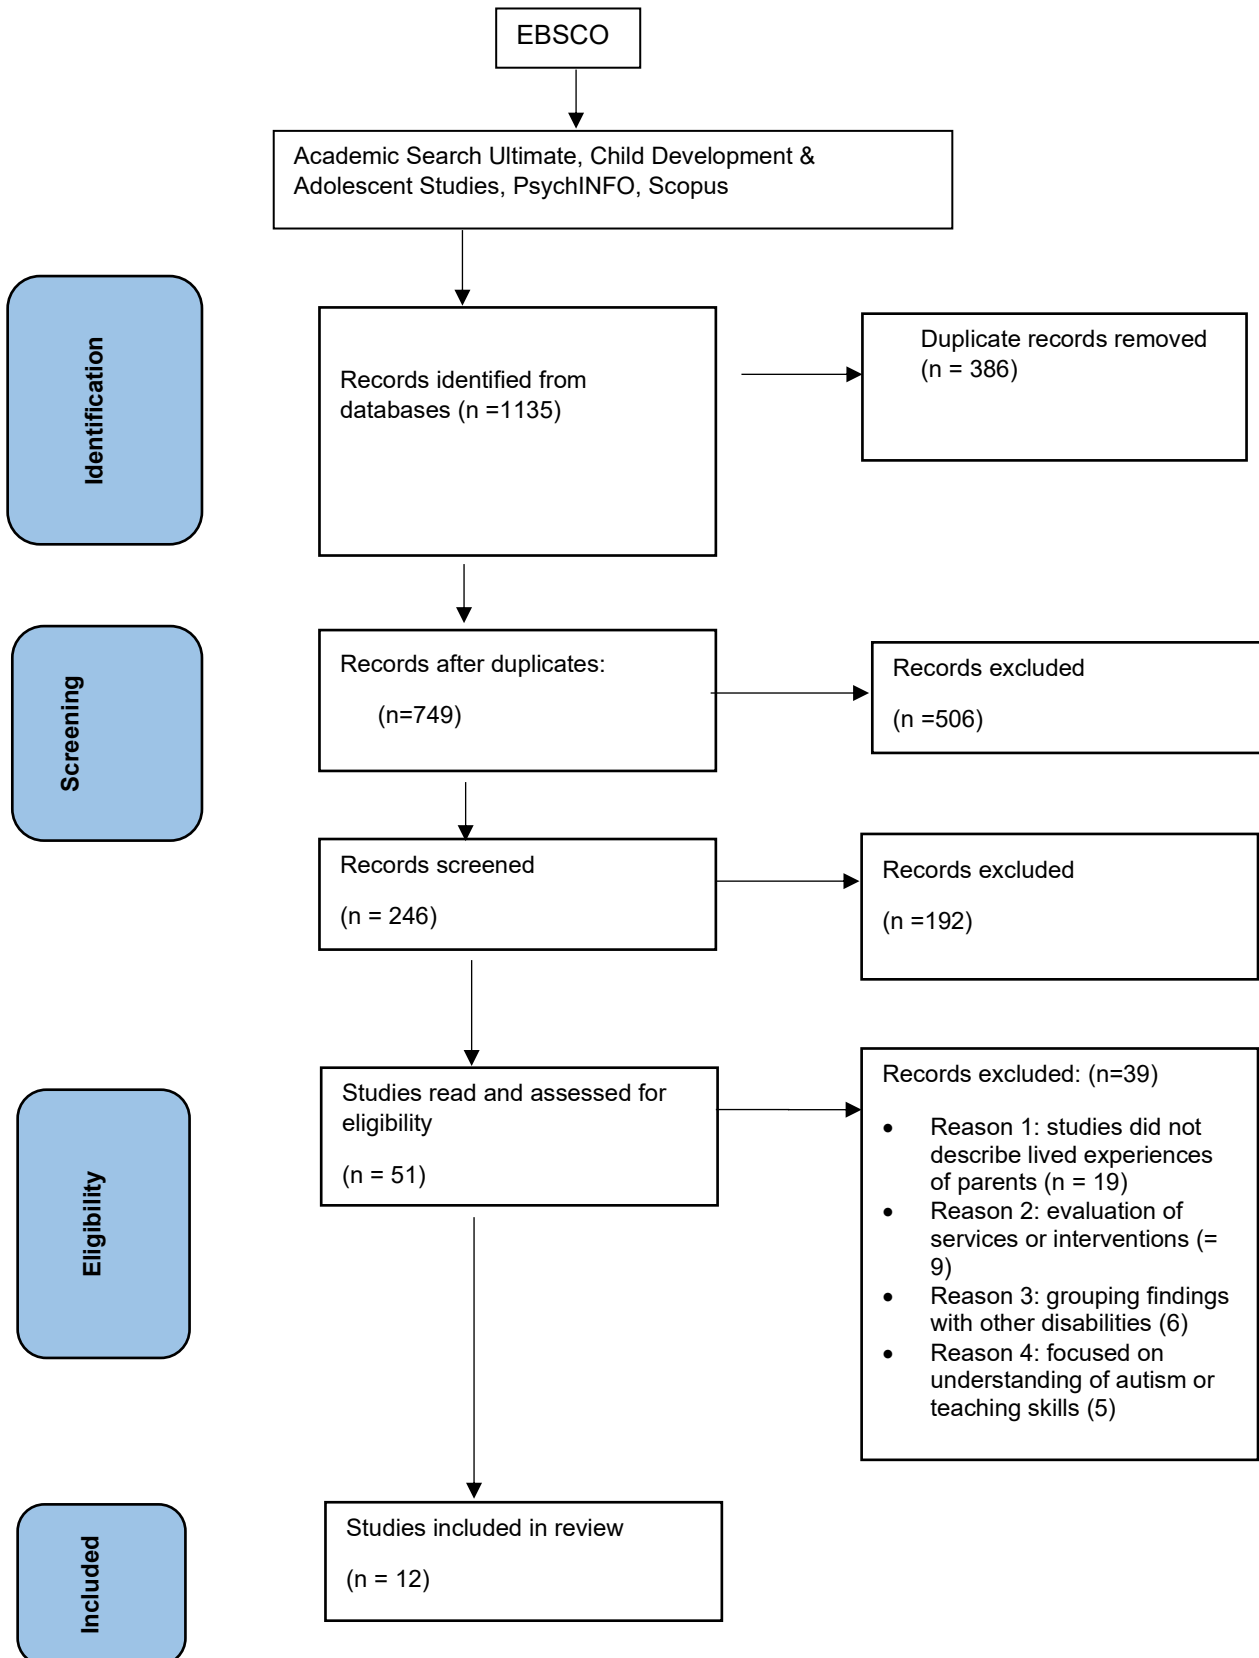 EBSCO
Academic Search Ultimate, Child Development &
Adolescent Studies, PsychINFO, Scopus
Identification
Records identified from
databases (n =1135)
Duplicate records removed
(n = 386)
Screening
Records after duplicates:
(n=749)
Records excluded
(n =506)
Records screened
(n = 246)
Records excluded
(n =192)
Eligibility
Studies read and assessed for
eligibility
(n = 51)
Records excluded: (n=39)
• Reason 1: studies did not
describe lived experiences
of parents (n = 19)
• Reason 2: evaluation of
services or interventions (=
9)
• Reason 3: grouping findings
with other disabilities (6)
• Reason 4: focused on
understanding of autism or
teaching skills (5)
Included
Studies included in review
(n = 12)